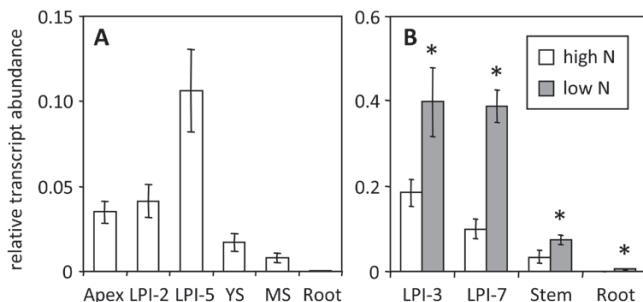 relative transcript abundance
A
0.15
0.10
0.05
0
Apex LPI-2 LPI-5 YS MS Root
B
0.6
0.4
0.2
0
high N
low N
* * * *
LPI-3 LPI-7 Stem Root